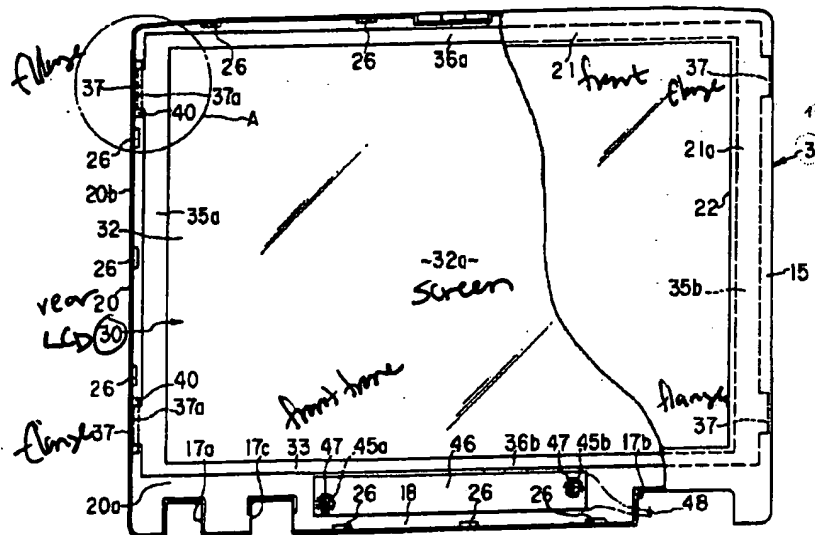 26 26 36a 21 front 37
flange
37
37a
40 A
flange
26
21a
3
20b
22
35a
32
26
-32a-
screen
15
rear
20
35b
LCD 30
26
40
front frame
37a
flange
flange 37
37
17a 17c 33 47 45a 46 36b 47 45b 17b
20a
26 18 26 26
48